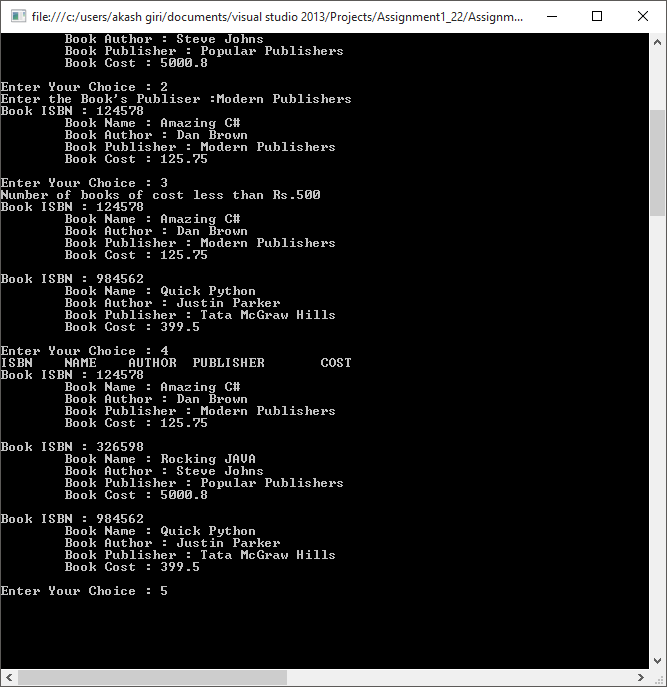 file:///c:/users/akash giri/documents/visual studio 2013/Projects/Assignment1_22/Assignm...
Book Author : Steve Johns
Book Publisher : Popular Publishers
Book Cost : 5000.8
Enter Your Choice : 2
Enter the Book's Publiser :Modern Publishers
Book ISBN : 124578
Book Name : Amazing C#
Book Author : Dan Brown
Book Publisher : Modern Publishers
Book Cost : 125.75
Enter Your Choice : 3
Number of books of cost less than Rs.500
Book ISBN : 124578
Book Name : Amazing C#
Book Author : Dan Brown
Book Publisher : Modern Publishers
Book Cost : 125.75
Book ISBN : 984562
Book Name : Quick Python
Book Author : Justin Parker
Book Publisher : Tata McGraw Hills
Book Cost : 399.5
Enter Your Choice : 4
ISBN NAME AUTHOR PUBLISHER COST
Book ISBN : 124578
Book Name : Amazing C#
Book Author : Dan Brown
Book Publisher : Modern Publishers
Book Cost : 125.75
Book ISBN : 326598
Book Name : Rocking JAVA
Book Author : Steve Johns
Book Publisher : Popular Publishers
Book Cost : 5000.8
Book ISBN : 984562
Book Name : Quick Python
Book Author : Justin Parker
Book Publisher : Tata McGraw Hills
Book Cost : 399.5
Enter Your Choice : 5